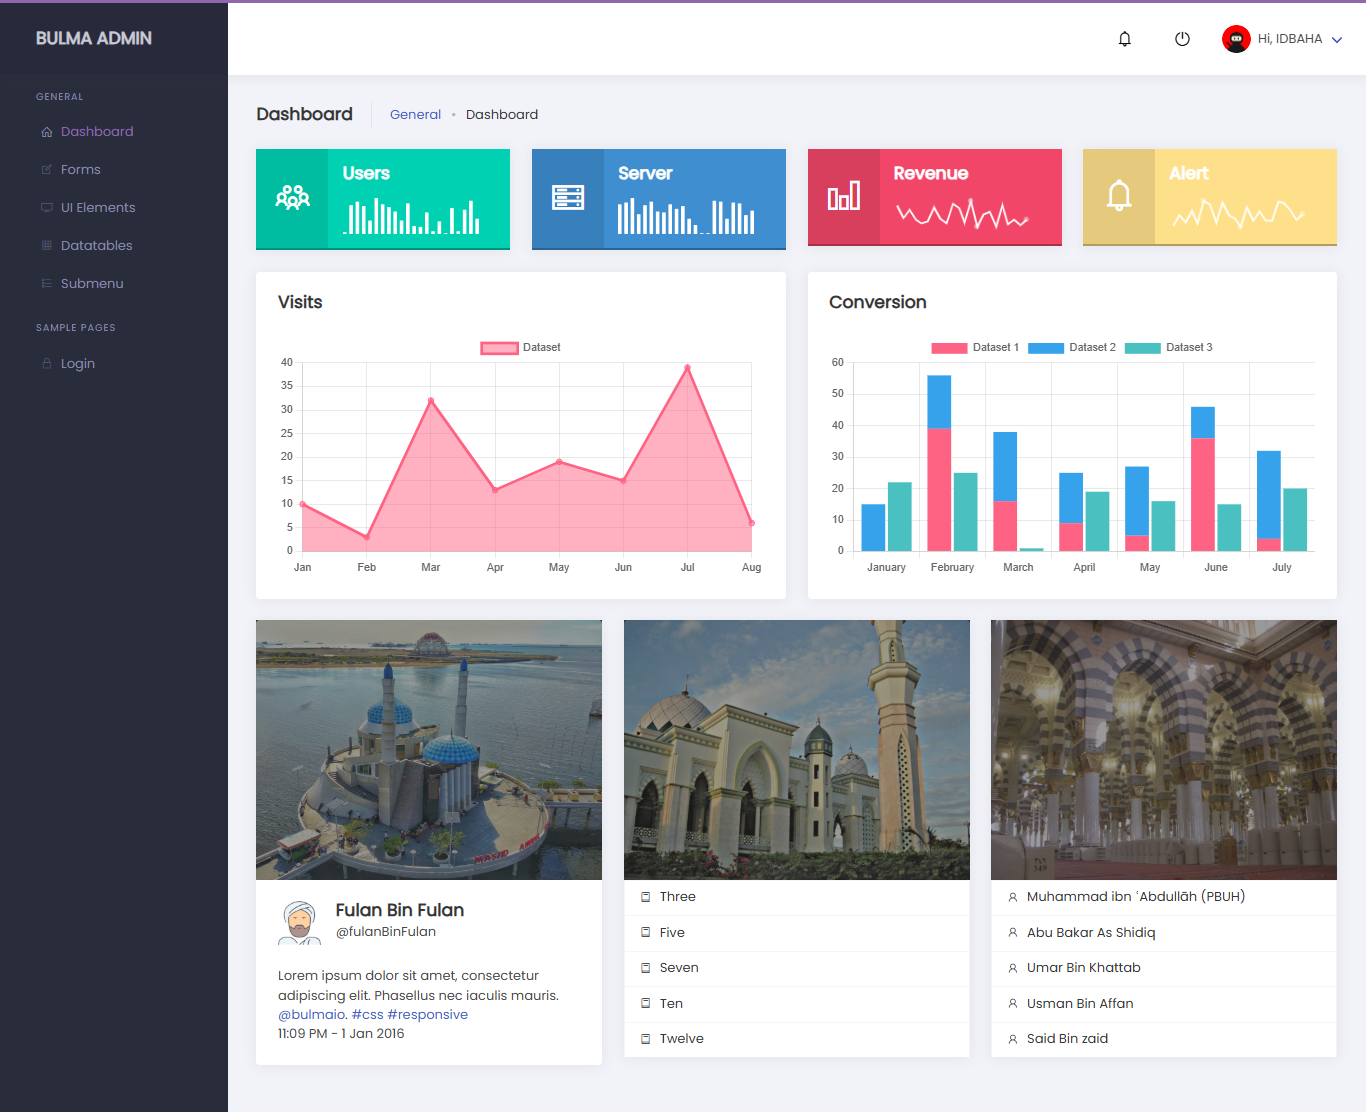 BULMA ADMIN
Hi, IDBAHA
GENERAL
Dashboard
Forms
UI Elements
Datatables
Submenu
SAMPLE PAGES
Login
Dashboard
General • Dashboard
Users
Server
Revenue
Alert
Visits
Dataset
40
35
30
25
20
15
10
5
0
Jan Feb Mar Apr May Jun Jul Aug
Conversion
Dataset 1 Dataset 2 Dataset 3
60
50
40
30
20
10
0
January February March April May June July
MASJID
Fulan Bin Fulan
@fulanBinFulan
Lorem ipsum dolor sit amet, consectetur
adipiscing elit. Phasellus nec iaculis mauris.
@bulmaio. #css #responsive
11:09 PM - 1 Jan 2016
Three
Five
Seven
Ten
Twelve
Muhammad ibn ʿAbdullāh (PBUH)
Abu Bakar As Shidiq
Umar Bin Khattab
Usman Bin Affan
Said Bin zaid